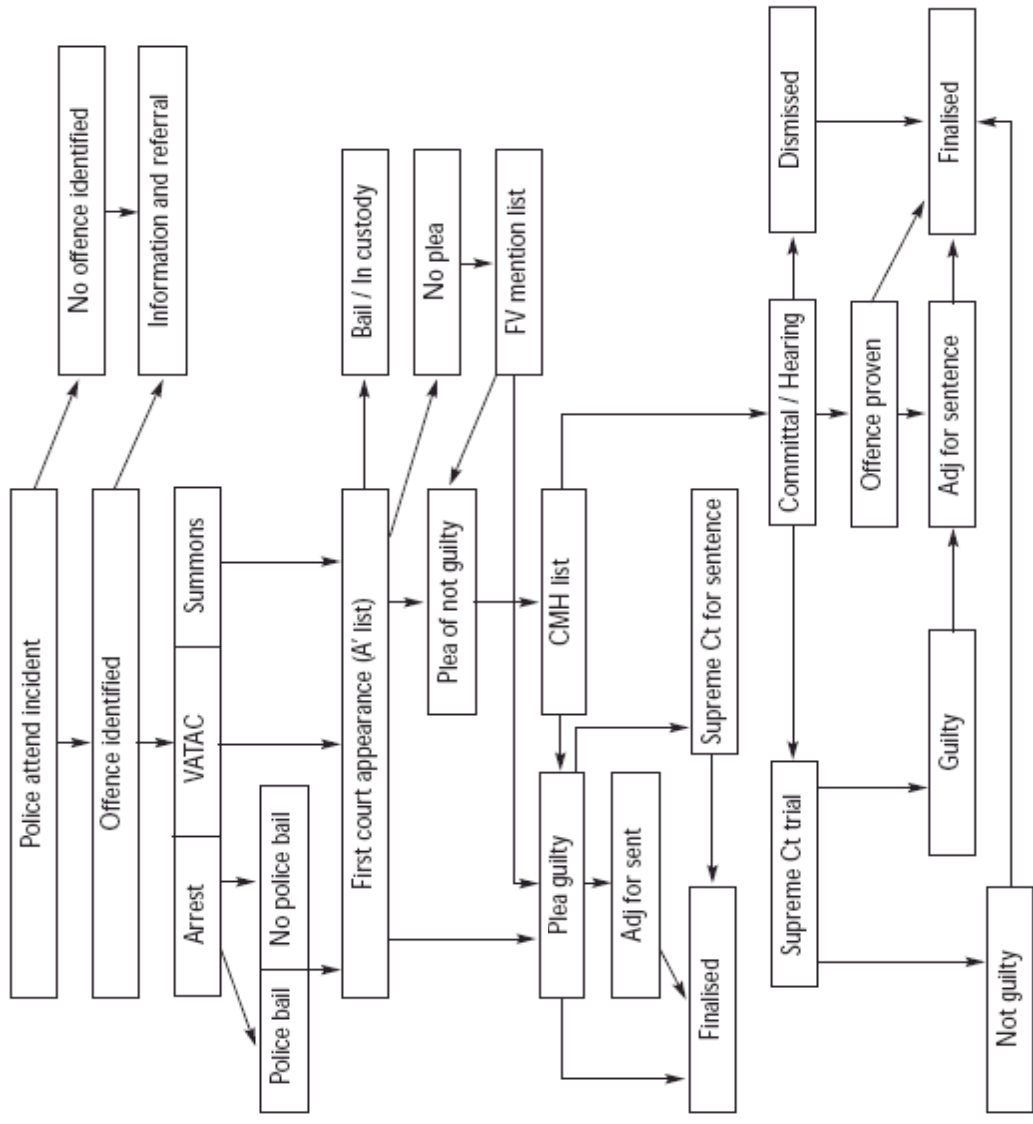 Police attend incident
No offence identified
Offence identified
Information and referral
Arrest
VATAC
Summons
Police bail
No police bail
First court appearance (A' list)
Bail / In custody
Plea of not guilty
No plea
FV mention list
CMH list
Plea guilty
Adj for sent
Supreme Ct for sentence
Finalised
Committal / Hearing
Dismissed
Supreme Ct trial
Offence proven
Guilty
Adj for sentence
Finalised
Not guilty